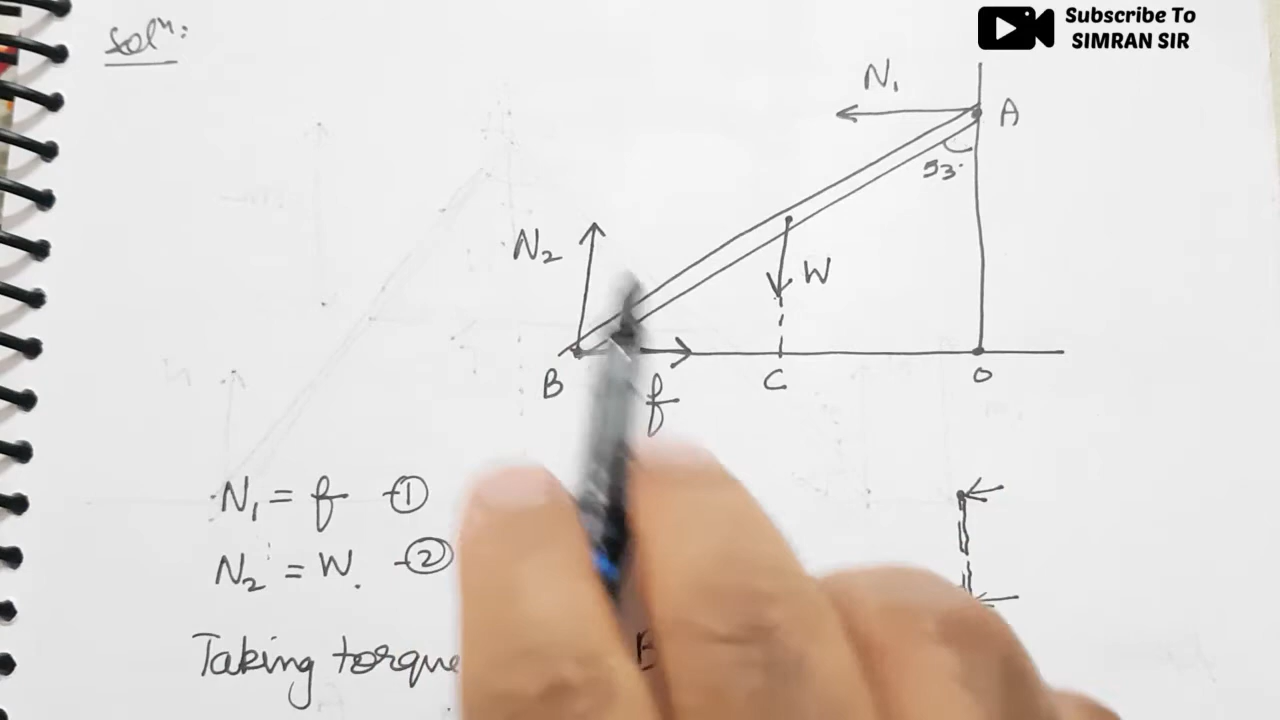 Subscribe To
SIMRAN SIR
Solⁿ:
N₁
A
53°
N₂
W
B
f
C
O
N₁ = f -①
N₂ = W. -②
Taking torque
B